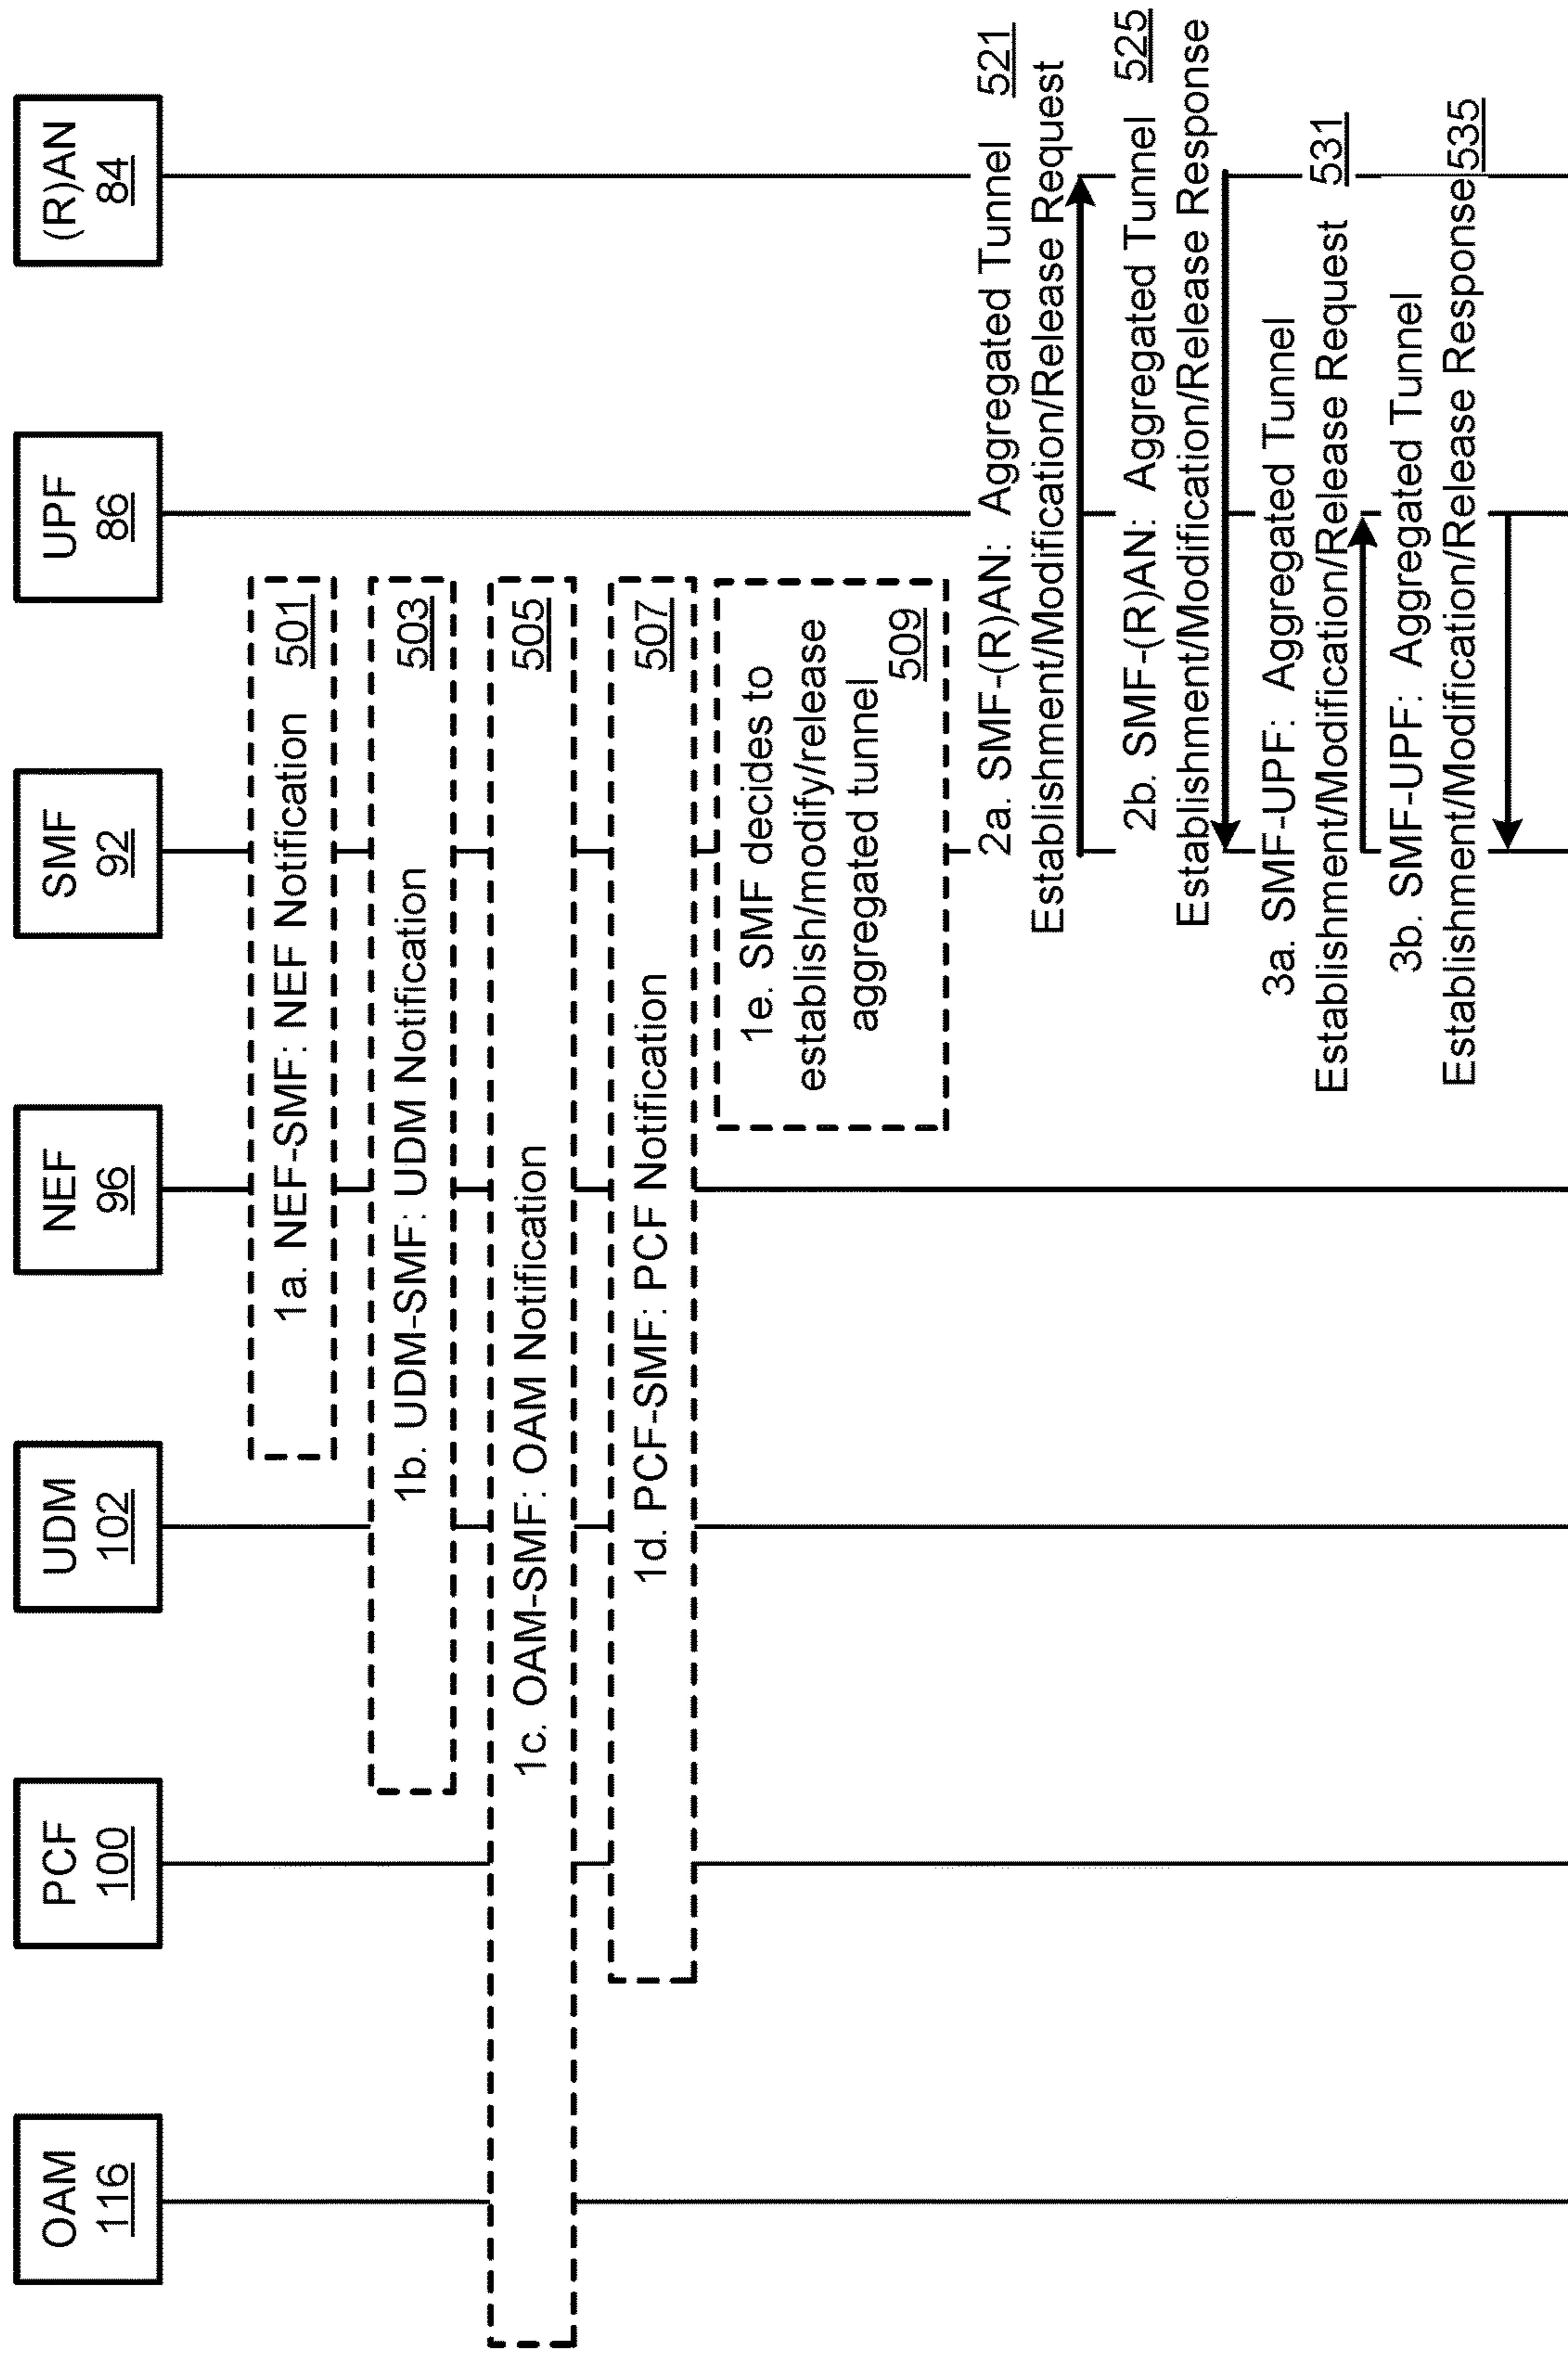 OAM
116
PCF
100
UDM
102
NEF
96
SMF
92
UPF
86
(R)AN
84
1a. NEF-SMF: NEF Notification 501
1b. UDM-SMF: UDM Notification 503
1c. OAM-SMF: OAM Notification 505
1d. PCF-SMF: PCF Notification 507
1e. SMF decides to
establish/modify/release
aggregated tunnel 509
2a. SMF-(R)AN: Aggregated Tunnel 521
Establishment/Modification/Release Request
2b. SMF-(R)AN: Aggregated Tunnel 525
Establishment/Modification/Release Response
3a. SMF-UPF: Aggregated Tunnel
Establishment/Modification/Release Request 531
3b. SMF-UPF: Aggregated Tunnel
Establishment/Modification/Release Response 535